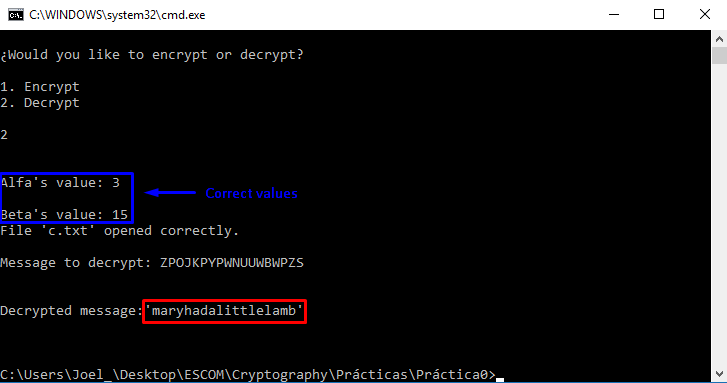 C:\WINDOWS\system32\cmd.exe
¿Would you like to encrypt or decrypt?
1. Encrypt
2. Decrypt
2
Alfa's value: 3
Correct values
Beta's value: 15
File 'c.txt' opened correctly.
Message to decrypt: ZPOJKPYPWNUUWBWPZS
Decrypted message:'maryhadalittlelamb'
C:\Users\Joel_\Desktop\ESCOM\Cryptography\Prácticas\Práctica0>